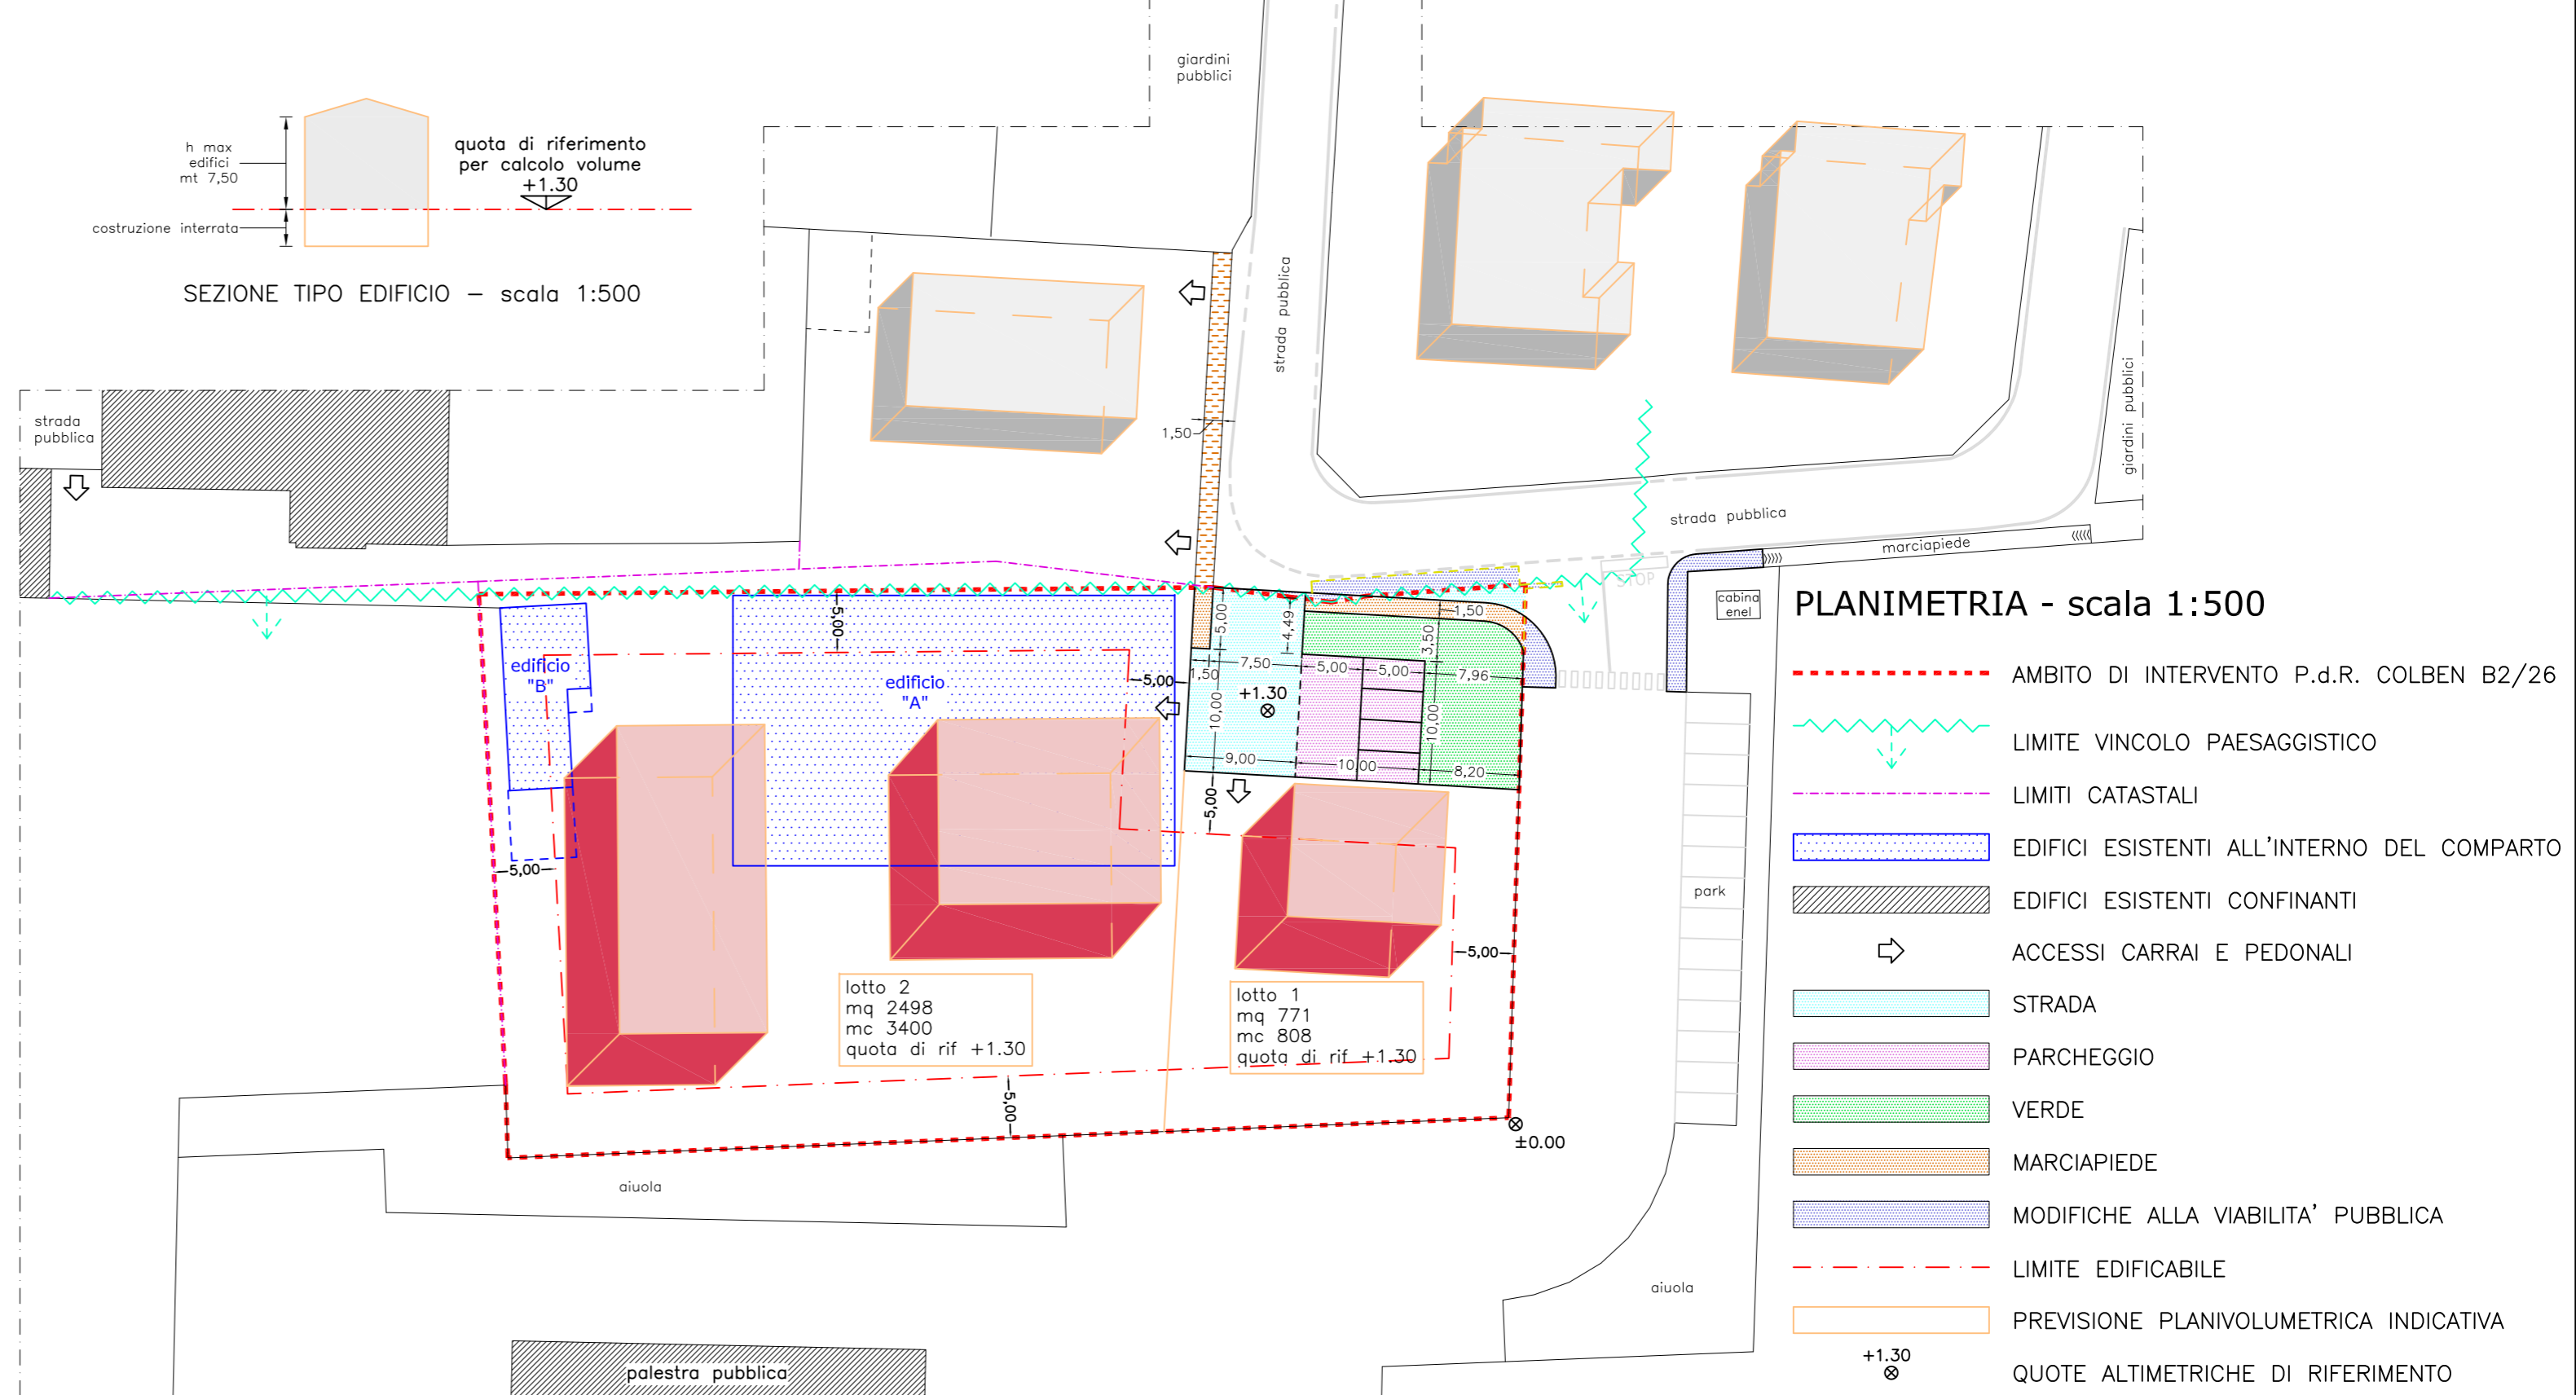 giardini
pubblici
h max
edifici
mt 7,50
costruzione interrata
quota di riferimento
per calcolo volume
+1.30
SEZIONE TIPO EDIFICIO – scala 1:500
strada pubblica
giardini pubblici
strada
pubblica
1,50
strada pubblica
marciapiede
STOP
cabina
enel
edificio
"B"
edificio
"A"
5,00
5,00
5,00
4,49
1,50
3,50
7,50
1,50
5,00
5,00
7,96
+1.30
10,00
10,00
9,00
10,00
8,20
5,00
5,00
5,00
5,00
park
lotto 2
mq 2498
mc 3400
quota di rif +1.30
lotto 1
mq 771
mc 808
quota di rif +1.30
±0.00
aiuola
aiuola
palestra pubblica
PLANIMETRIA - scala 1:500
AMBITO DI INTERVENTO P.d.R. COLBEN B2/26
LIMITE VINCOLO PAESAGGISTICO
LIMITI CATASTALI
EDIFICI ESISTENTI ALL'INTERNO DEL COMPARTO
EDIFICI ESISTENTI CONFINANTI
ACCESSI CARRAI E PEDONALI
STRADA
PARCHEGGIO
VERDE
MARCIAPIEDE
MODIFICHE ALLA VIABILITA' PUBBLICA
LIMITE EDIFICABILE
PREVISIONE PLANIVOLUMETRICA INDICATIVA
+1.30
QUOTE ALTIMETRICHE DI RIFERIMENTO